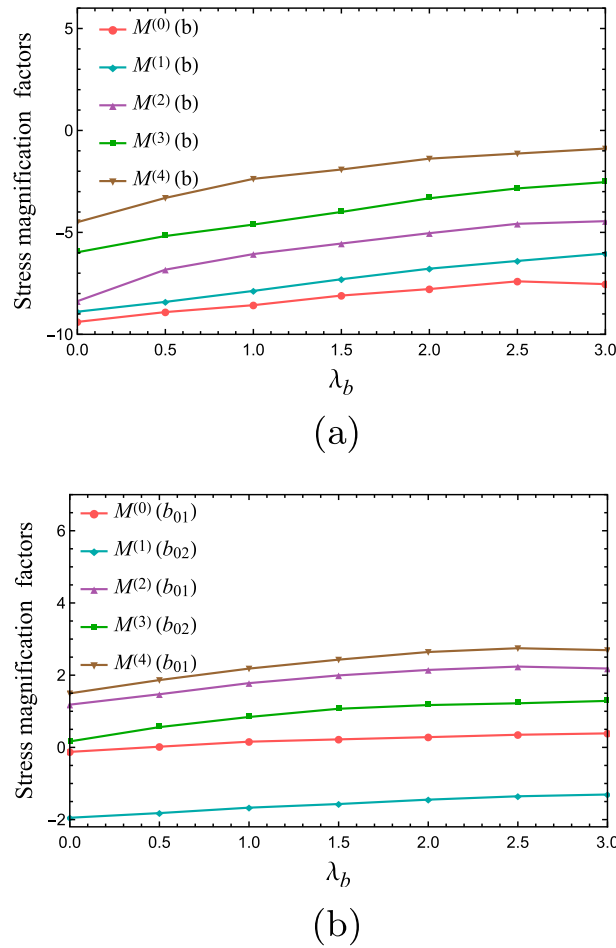 5
0
−5
−10
Stress magnification factors
M(0) (b)
M(1) (b)
M(2) (b)
M(3) (b)
M(4) (b)
0.0 0.5 1.0 1.5 2.0 2.5 3.0
λb
(a)
6
4
2
0
−2
Stress magnification factors
M(0) (b01)
M(1) (b02)
M(2) (b01)
M(3) (b02)
M(4) (b01)
0.0 0.5 1.0 1.5 2.0 2.5 3.0
λb
(b)